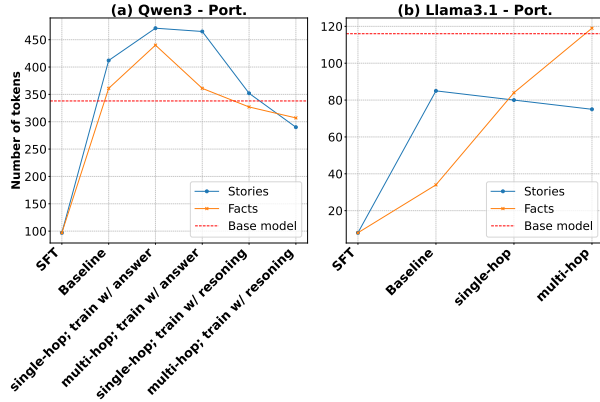 (a) Qwen3 - Port.
Number of tokens
450
400
350
300
250
200
150
100
Stories
Facts
Base model
SFT
Baseline
single-hop; train w/ answer
multi-hop; train w/ answer
single-hop; train w/ resoning
multi-hop; train w/ resoning
(b) Llama3.1 - Port.
120
100
80
60
40
20
Stories
Facts
Base model
SFT
Baseline
single-hop
multi-hop